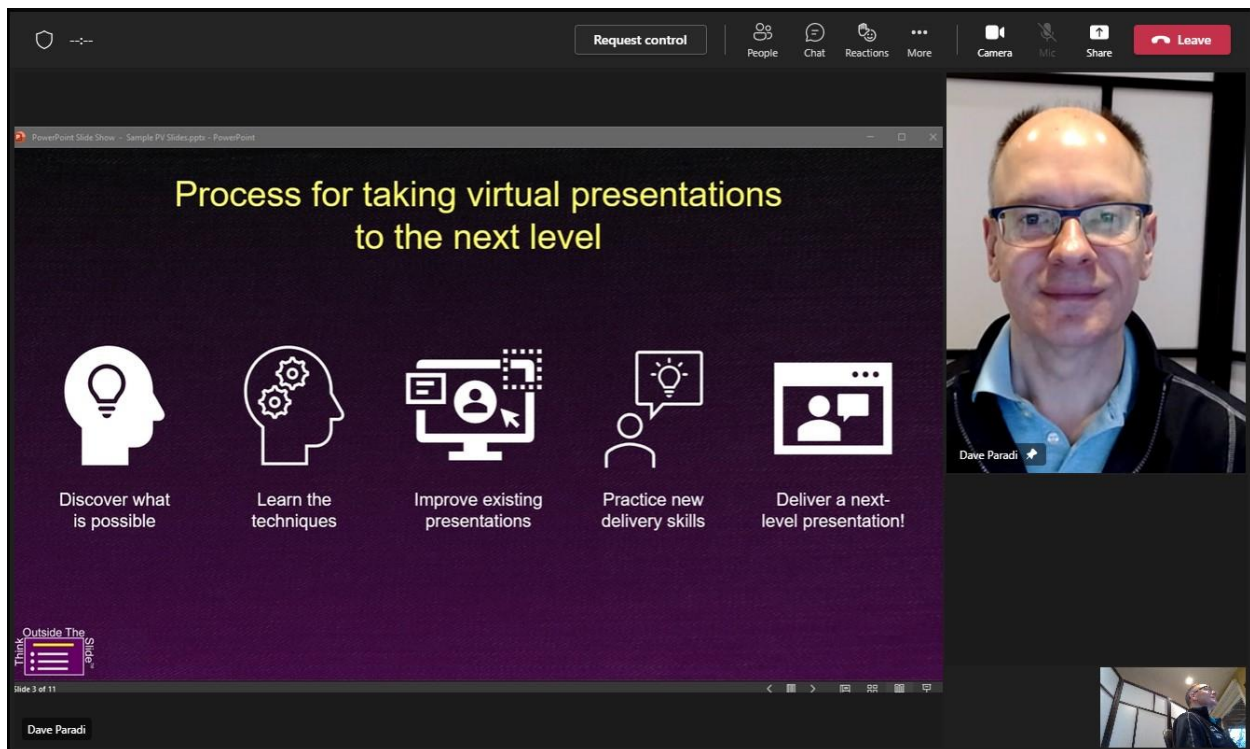 --:--
Request control
People
Chat
Reactions
More
Camera
Mic
Share
Leave
PowerPoint Slide Show - Sample PV Slides.pptx - PowerPoint
Process for taking virtual presentations
to the next level
Discover what
is possible
Learn the
techniques
Improve existing
presentations
Practice new
delivery skills
Deliver a next-
level presentation!
Think
Outside The
Slide™
Slide 3 of 11
Dave Paradi
Dave Paradi